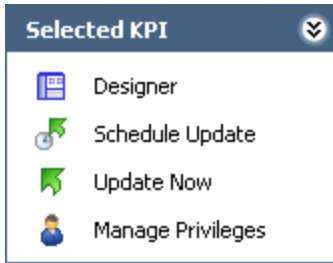 Selected KPI
Designer
Schedule Update
Update Now
Manage Privileges